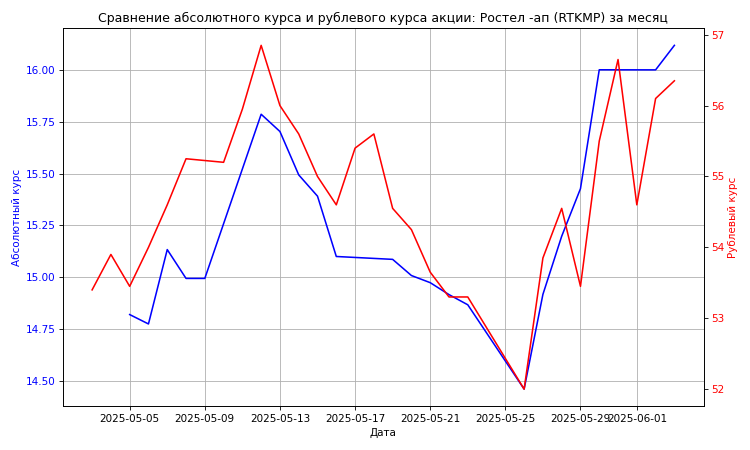 Сравнение абсолютного курса и рублевого курса акции: Ростел -ап (RTKMP) за месяц
Абсолютный курс
16.00
15.75
15.50
15.25
15.00
14.75
14.50
57
56
55
54
53
52
Рублевый курс
2025-05-05 2025-05-09 2025-05-13 2025-05-17 2025-05-21 2025-05-25 2025-05-29 2025-06-01
Дата